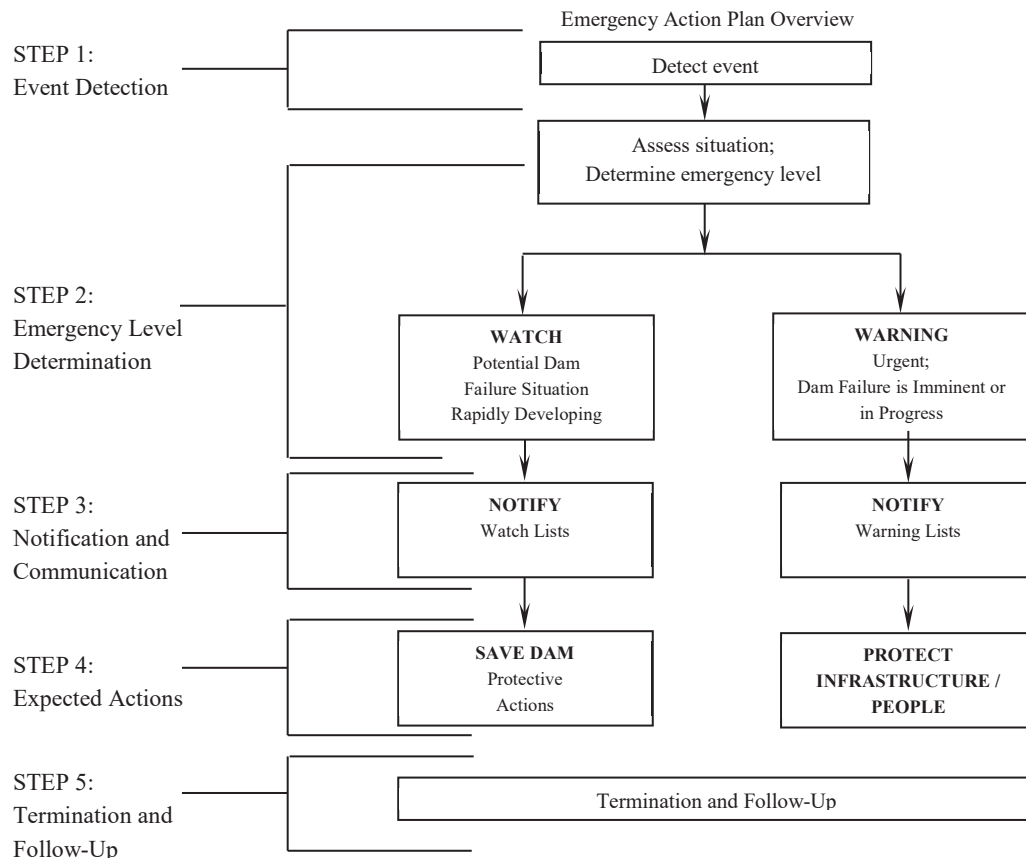 Emergency Action Plan Overview
STEP 1:
Event Detection
Detect event
Assess situation;
Determine emergency level
STEP 2:
Emergency Level
Determination
WATCH
Potential Dam
Failure Situation
Rapidly Developing
WARNING
Urgent;
Dam Failure is Imminent or
in Progress
STEP 3:
Notification and
Communication
NOTIFY
Watch Lists
NOTIFY
Warning Lists
STEP 4:
Expected Actions
SAVE DAM
Protective
Actions
PROTECT
INFRASTRUCTURE /
PEOPLE
STEP 5:
Termination and
Follow-Up
Termination and Follow-Up